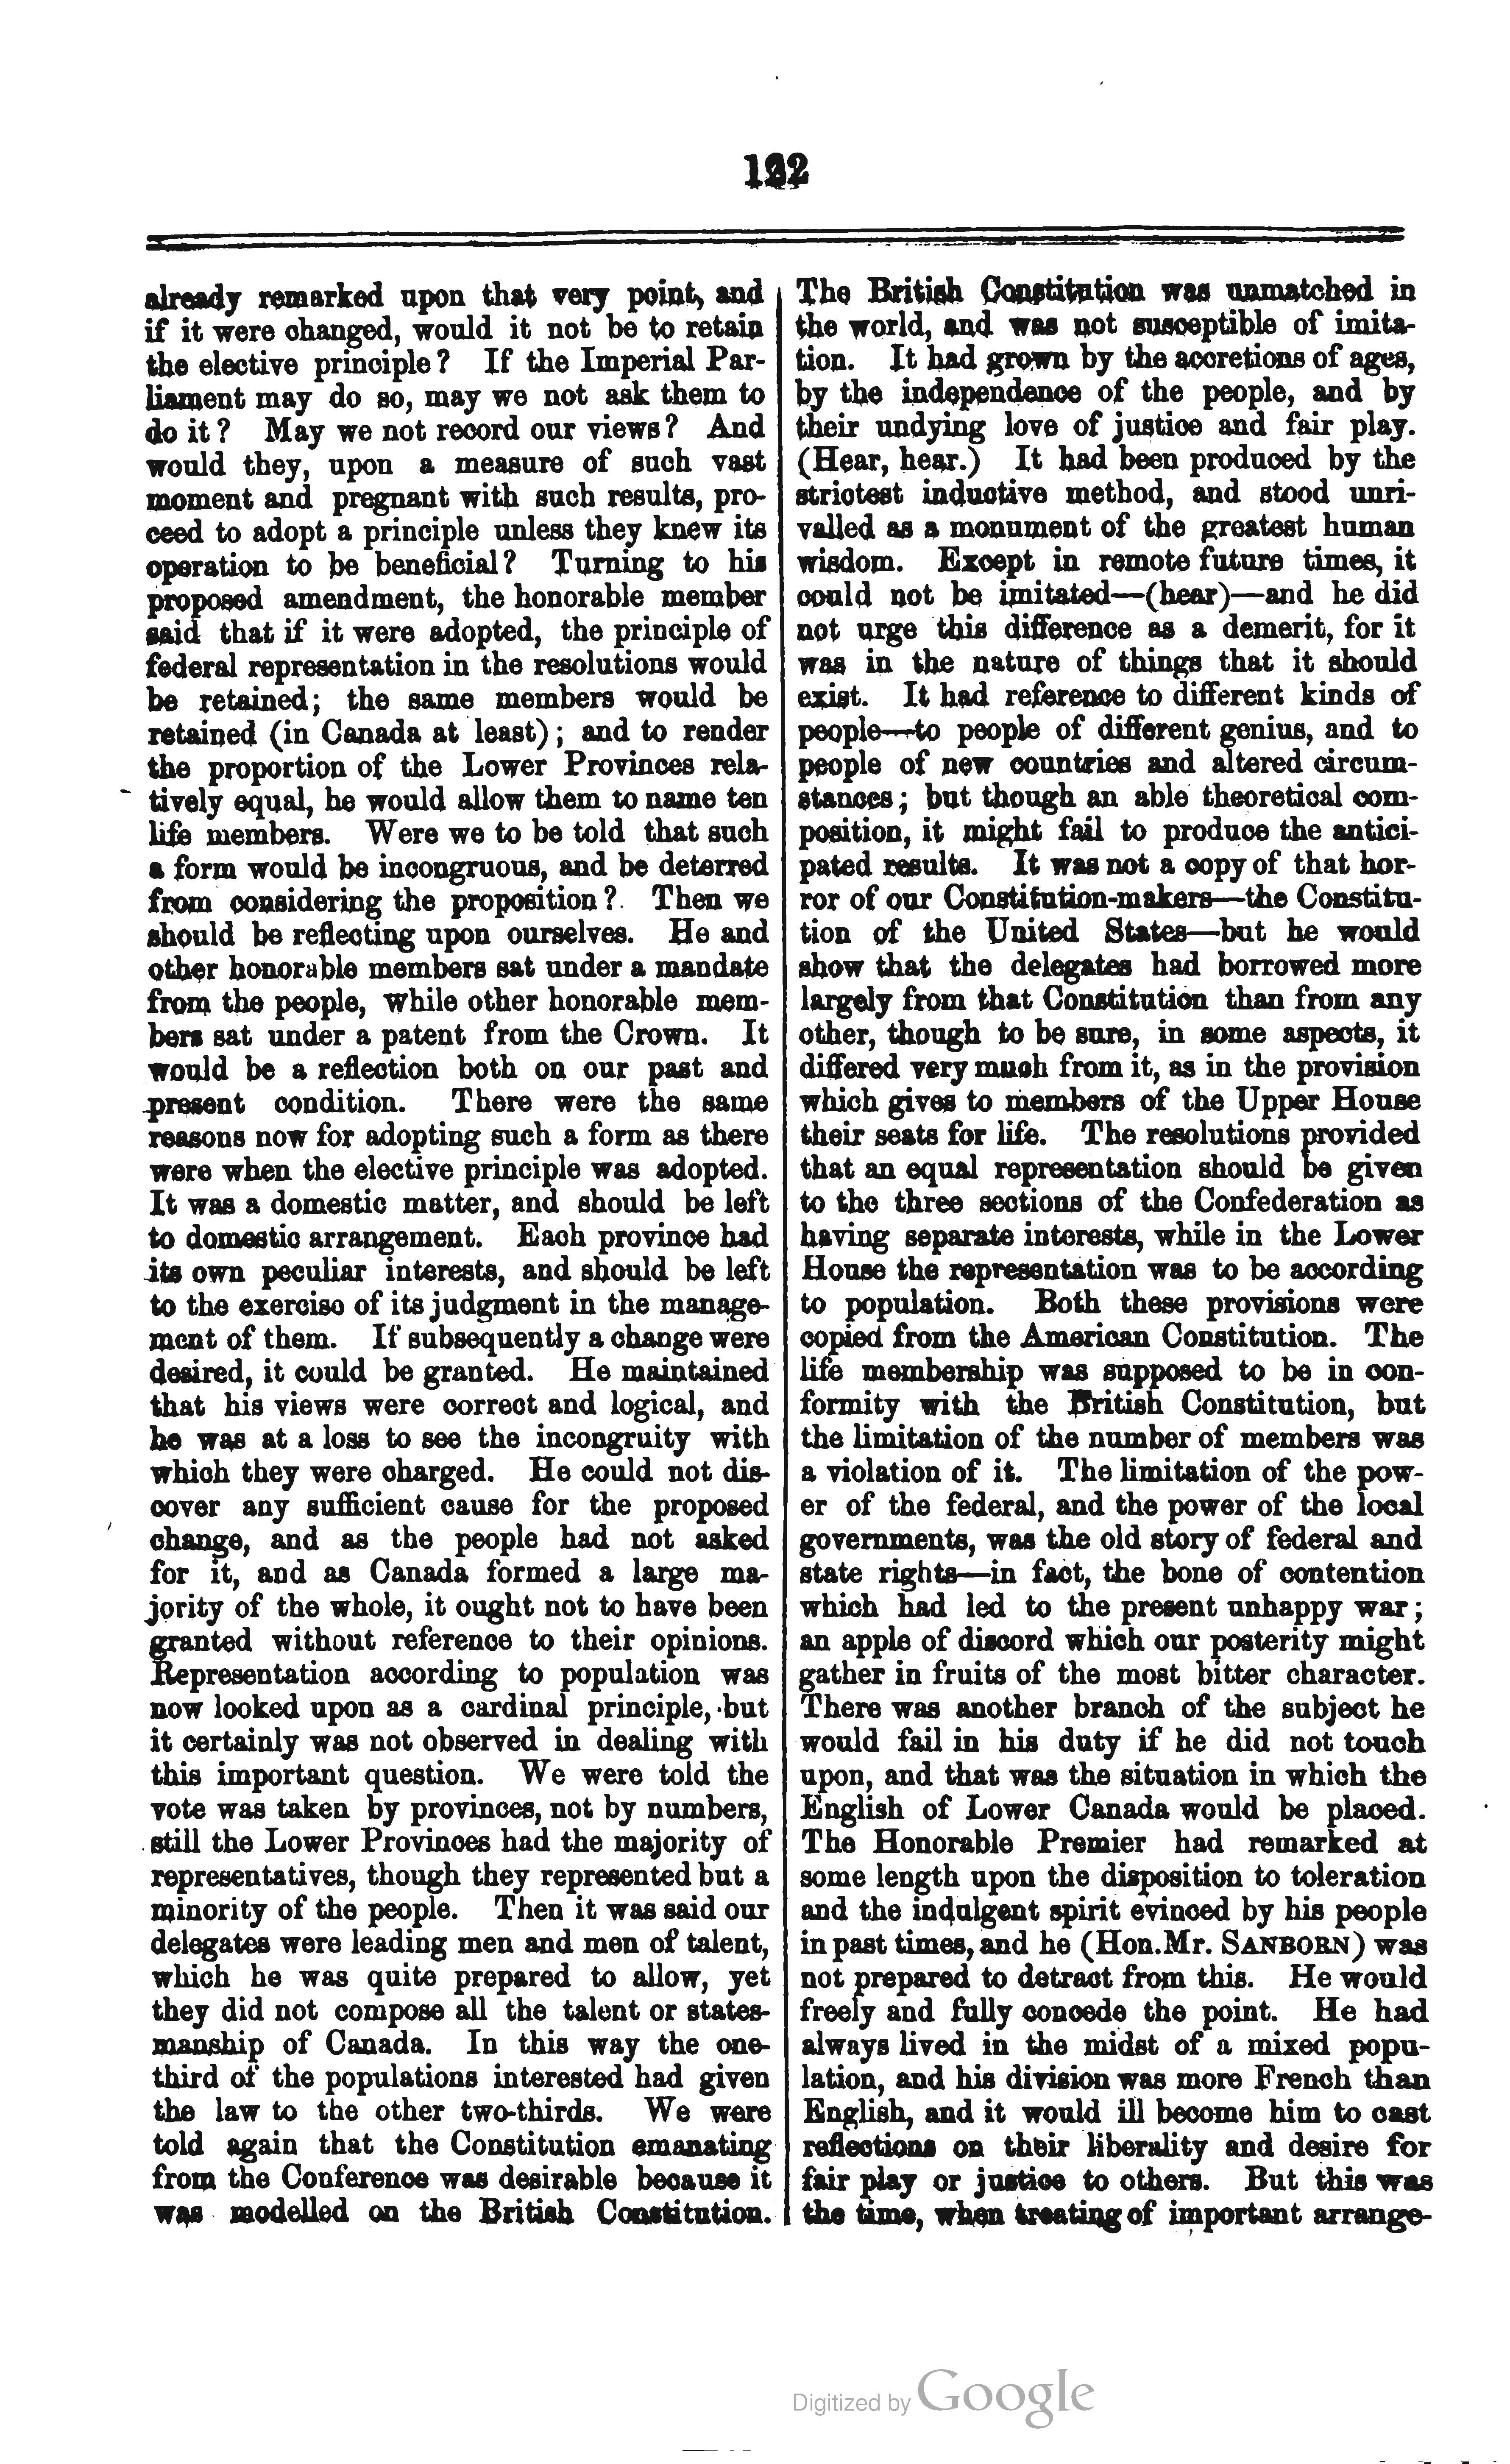 122
already remarked upon that very point, and
if it were changed, would it not be to retain
the elective principle? If the Imperial Par-
liament may do so, may we not ask them to
do it? May we not record our views? And
would they, upon a measure of such vast
moment and pregnant with such results, pro-
ceed to adopt a principle unless they knew its
operation to be beneficial? Turning to his
proposed amendment, the honorable member
said that if it were adopted, the principle of
federal representation in the resolutions would
be retained; the same members would be
retained (in Canada at least); and to render
the proportion of the Lower Provinces rela-
tively equal, he would allow them to name ten
life members. Were we to be told that such
a form would be incongruous, and be deterred
from considering the proposition? Then we
should be reflecting upon ourselves. He and
other honorable members sat under a mandate
from the people, while other honorable mem-
bers sat under a patent from the Crown. It
would be a reflection both on our past and
present condition. There were the same
reasons now for adopting such a form as there
were when the elective principle was adopted.
It was a domestic matter, and should be left
to domestic arrangement. Each province had
its own peculiar interests, and should be left
to the exercise of its judgment in the manage-
ment of them. If subsequently a change were
desired, it could be granted. He maintained
that his views were correct and logical, and
he was at a loss to see the incongruity with
which they were charged. He could not dis-
cover any sufficient cause for the proposed
change, and as the people had not asked
for it, and as Canada formed a large ma-
jority of the whole, it ought not to have been
granted without reference to their opinions.
Representation according to population was
now looked upon as a cardinal principle, but
it certainly was not observed in dealing with
this important question. We were told the
vote was taken by provinces, not by numbers,
still the Lower Provinces had the majority of
representatives, though they represented but a
minority of the people. Then it was said our
delegates were leading men and men of talent,
which he was quite prepared to allow, yet
they did not compose all the talent or states-
manship of Canada. In this way the one-
third of the populations interested had given
the law to the other two-thirds. We were
told again that the Constitution emanating
from the Conference was desirable because it
was modelled on the British Constitution.
The British Constitution was unmatched in
the world, and was not susceptible of imita-
tion. It had grown by the accretions of ages,
by the independence of the people, and by
their undying love of justice and fair play.
(Hear, hear.) It had been produced by the
strictest inductive method, and stood unri-
valled as a monument of the greatest human
wisdom. Except in remote future times, it
could not be imitated—(hear)—and he did
not urge this difference as a demerit, for it
was in the nature of things that it should
exist. It had reference to different kinds of
people—to people of different genius, and to
people of new countries and altered circum-
stances; but though an able theoretical com-
position, it might fail to produce the antici-
pated results. It was not a copy of that hor-
ror of our Constitution-makers—the Constitu-
tion of the United States—but he would
show that the delegates had borrowed more
largely from that Constitution than from any
other, though to be sure, in some aspects, it
differed very much from it, as in the provision
which gives to members of the Upper House
their seats for life. The resolutions provided
that an equal representation should be given
to the three sections of the Confederation as
having separate interests, while in the Lower
House the representation was to be according
to population. Both these provisions were
copied from the American Constitution. The
life membership was supposed to be in con-
formity with the British Constitution, but
the limitation of the number of members was
a violation of it. The limitation of the pow-
er of the federal, and the power of the local
governments, was the old story of federal and
state rights—in fact, the bone of contention
which had led to the present unhappy war;
an apple of discord which our posterity might
gather in fruits of the most bitter character.
There was another branch of the subject he
would fail in his duty if he did not touch
upon, and that was the situation in which the
English of Lower Canada would be placed.
The Honorable Premier had remarked at
some length upon the disposition to toleration
and the indulgent spirit evinced by his people
in past times, and he (Hon. Mr. SANBORN) was
not prepared to detract from this. He would
freely and fully concede the point. He had
always lived in the midst of a mixed popu-
lation, and his division was more French than
English, and it would ill become him to cast
reflections on their liberality and desire for
fair play or justice to others. But this was
the time, when treating of important arrange-
Digitized by Google